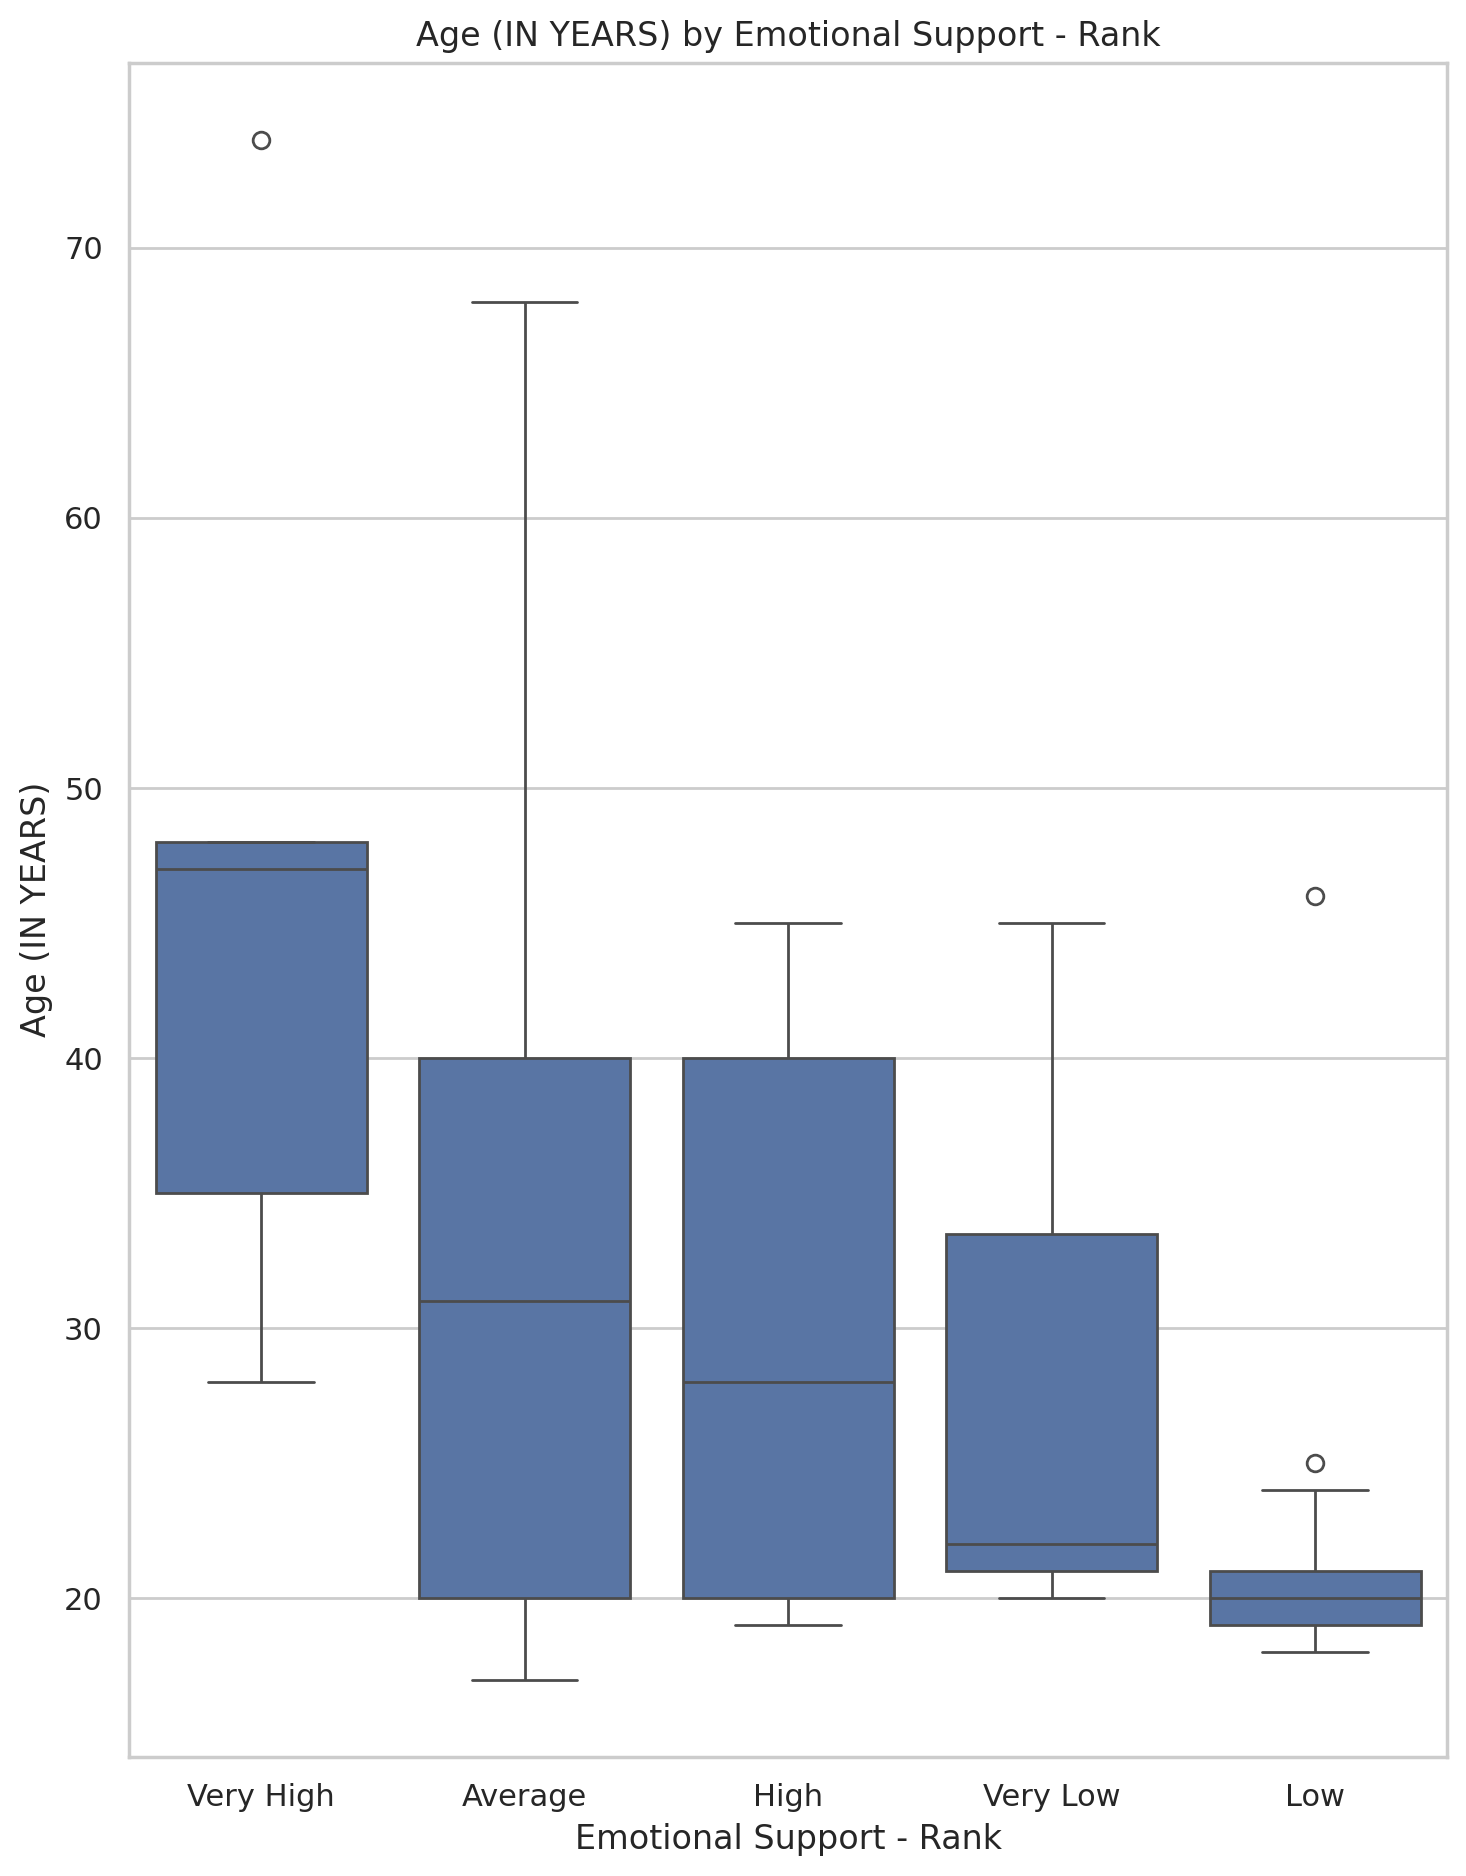 Age (IN YEARS) by Emotional Support - Rank
Age (IN YEARS)
70
60
50
40
30
20
Very High
Average
High
Very Low
Low
Emotional Support - Rank